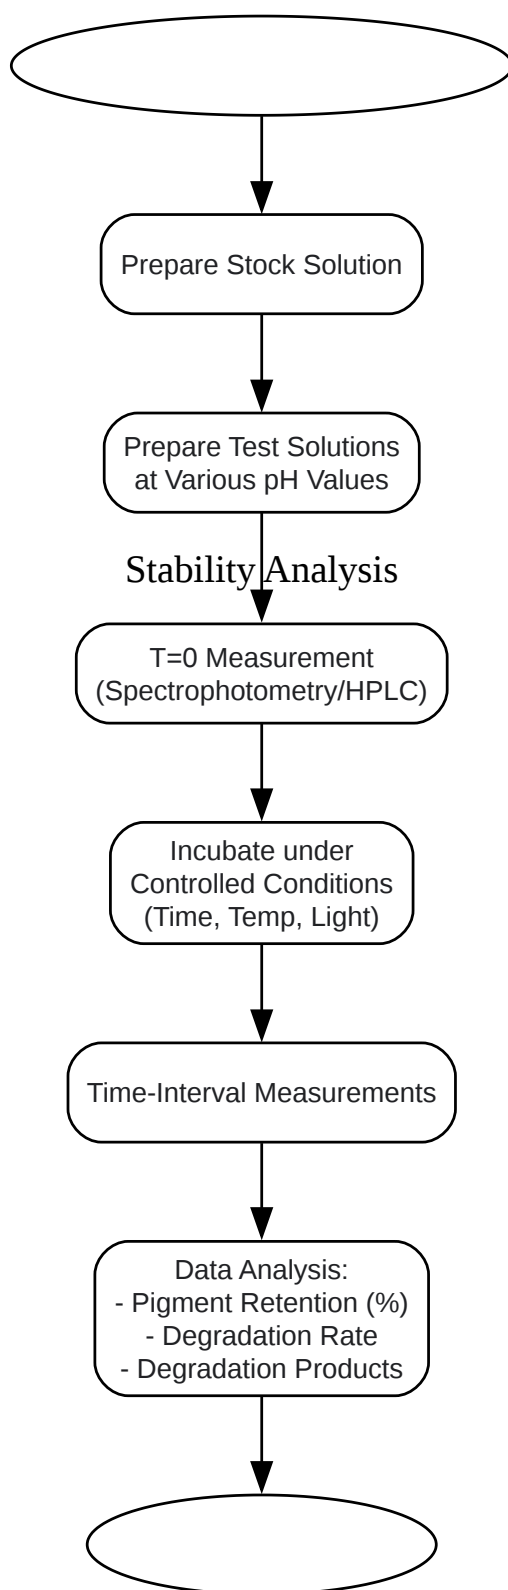 Prepare Stock Solution
Prepare Test Solutions
at Various pH Values
Stability Analysis
T=0 Measurement
(Spectrophotometry/HPLC)
Incubate under
Controlled Conditions
(Time, Temp, Light)
Time-Interval Measurements
Data Analysis:
- Pigment Retention (%)
- Degradation Rate
- Degradation Products